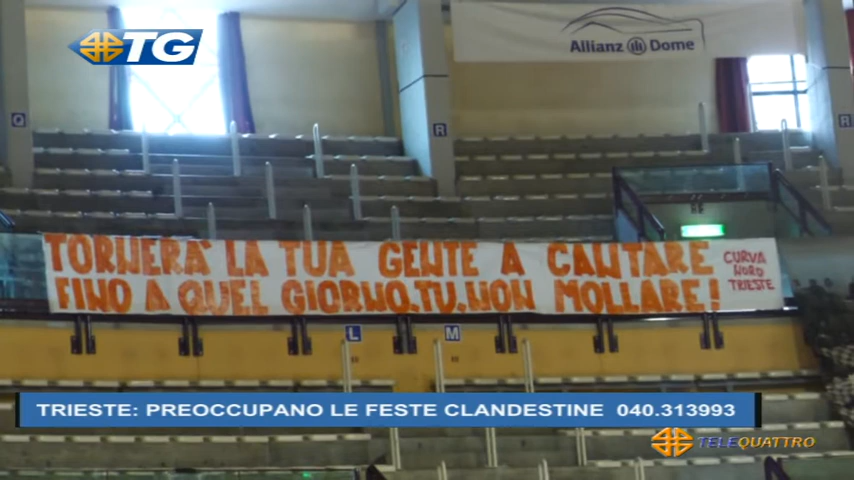 TG
Allianz Dome
Q
R
R
TORNERA' LA TUA GENTE A CANTARE
FINO A QUEL GIORNO, TU, NON MOLLARE!
CURVA
NORD
TRIESTE
L
M
TRIESTE: PREOCCUPANO LE FESTE CLANDESTINE 040.313993
TELEQUATTRO